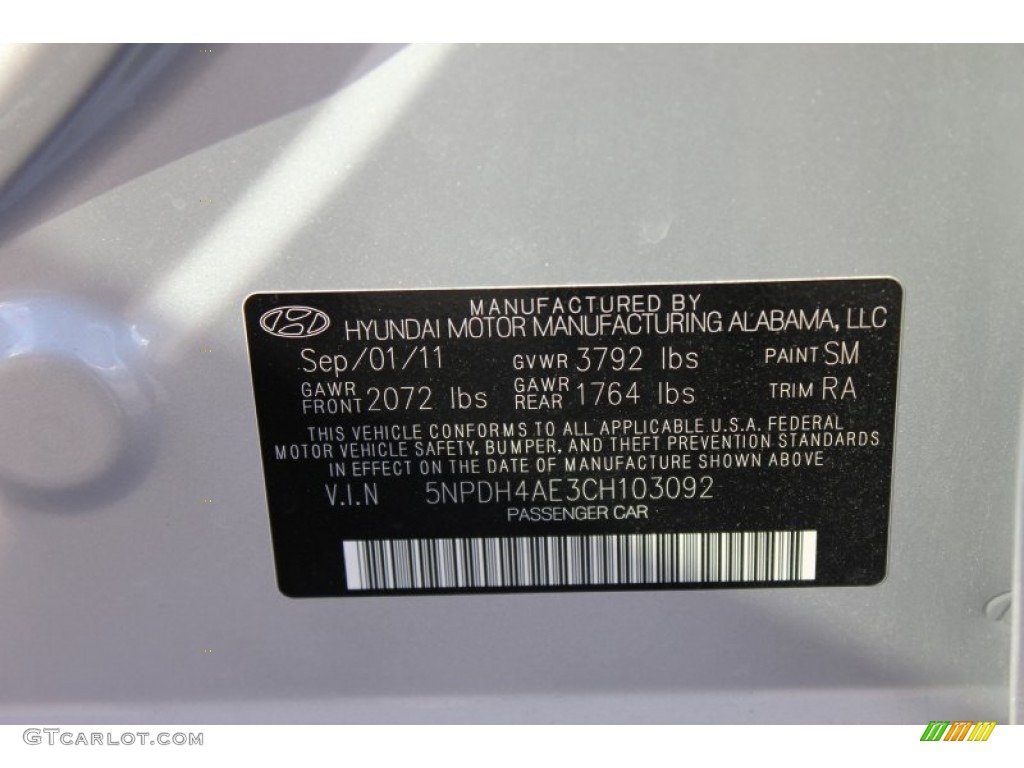 MANUFACTURED BY
HYUNDAI MOTOR MANUFACTURING ALABAMA, LLC
Sep/01/11 GVWR 3792 lbs PAINT SM
GAWR FRONT 2072 lbs GAWR REAR 1764 lbs TRIM RA
THIS VEHICLE CONFORMS TO ALL APPLICABLE U.S.A. FEDERAL
MOTOR VEHICLE SAFETY, BUMPER, AND THEFT PREVENTION STANDARDS
IN EFFECT ON THE DATE OF MANUFACTURE SHOWN ABOVE
V.I.N 5NPDH4AE3CH103092
PASSENGER CAR
GTCARLOT.COM